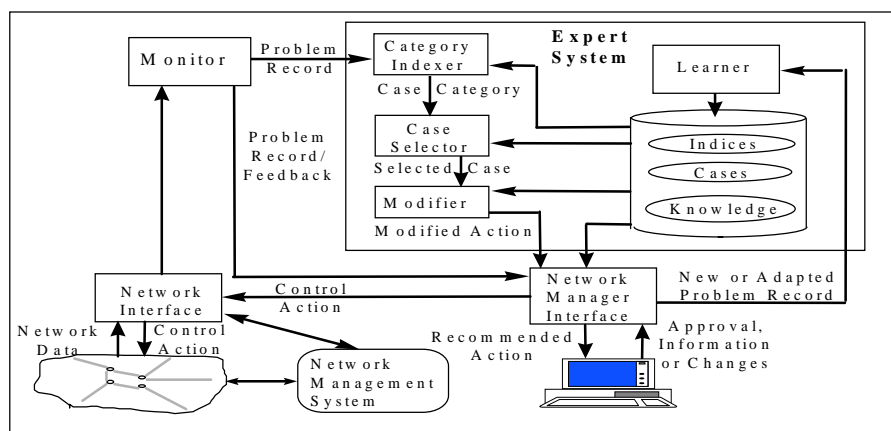 Expert
System
Monitor
Problem
Record
Category
Indexer
Learner
Case Category
Problem
Record/
Feedback
Case
Selector
Indices
Selected Case
Cases
Modifier
Knowledge
Modified Action
Network
Interface
Control
Action
Network
Manager
Interface
New or Adapted
Problem Record
Network
Data
Control
Action
Recommended
Action
Approval,
Information
or Changes
Network
Management
System